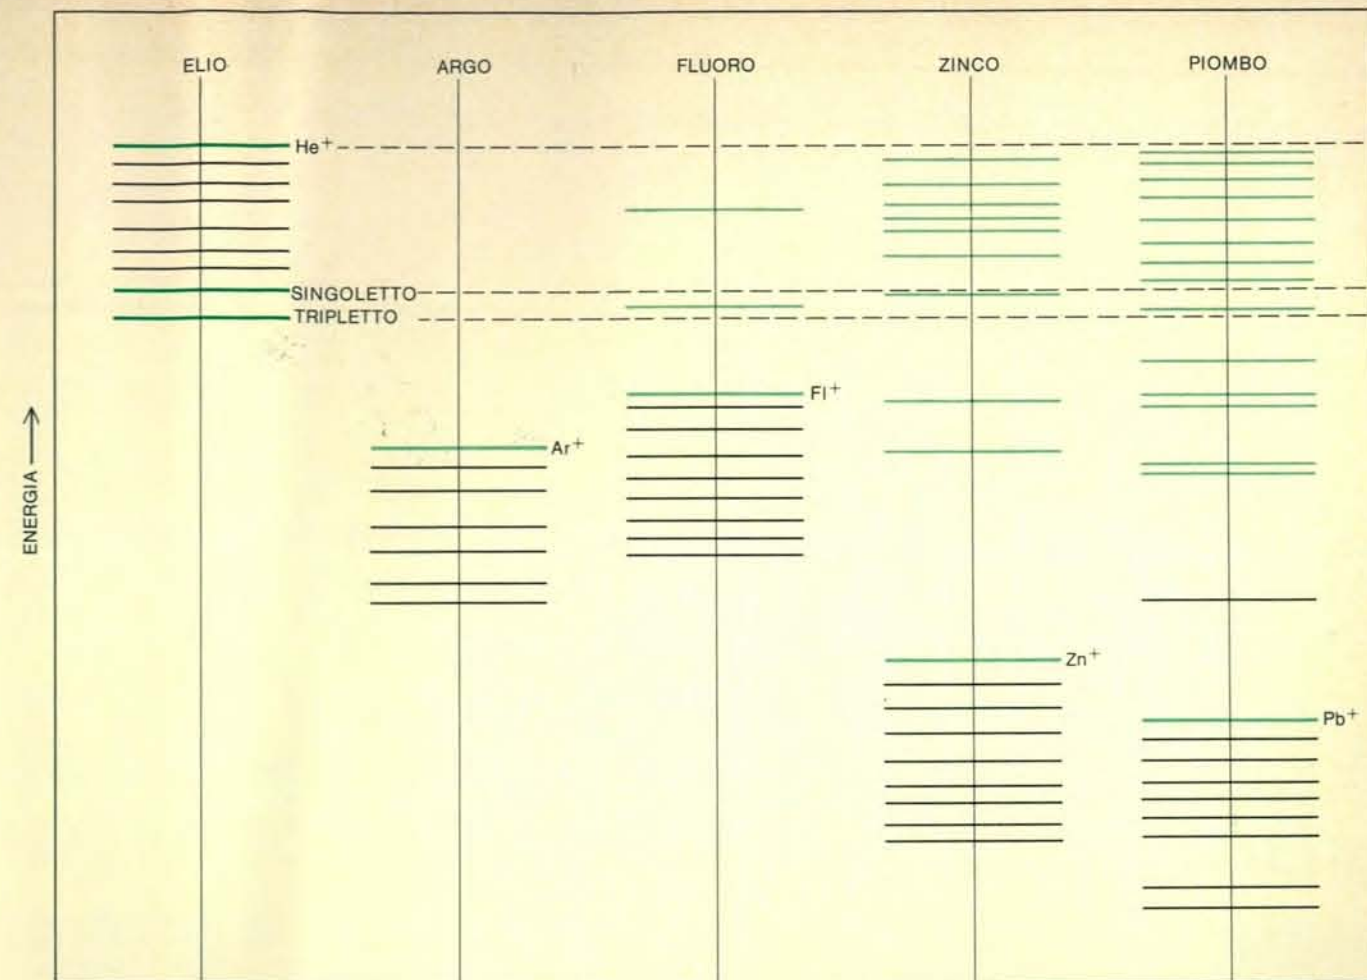 ELIO ARGO FLUORO ZINCO PIOMBO
He+
SINGOLETTO
TRIPLETTO
Fl+
Ar+
ENERGIA
Zn+
Pb+